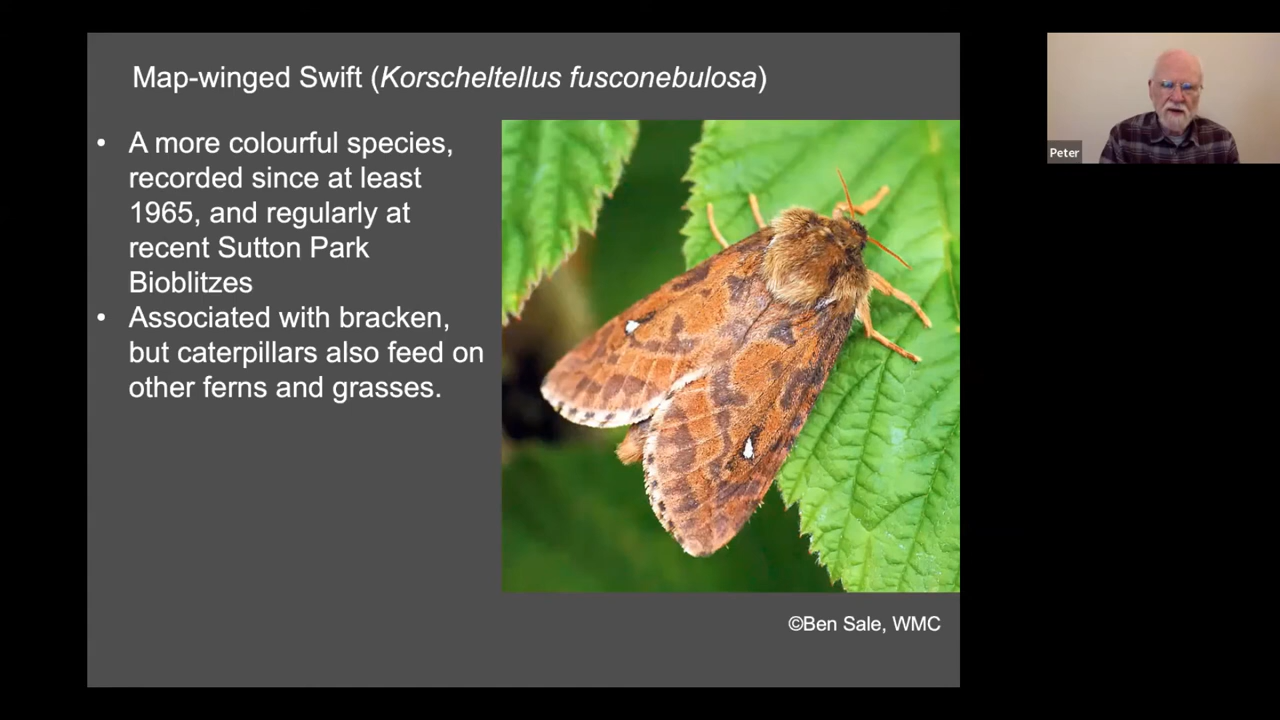 Map-winged Swift (Korscheltellus fusconebulosa)
• A more colourful species,
recorded since at least
1965, and regularly at
recent Sutton Park
Bioblitzes
• Associated with bracken,
but caterpillars also feed on
other ferns and grasses.
©Ben Sale, WMC
Peter